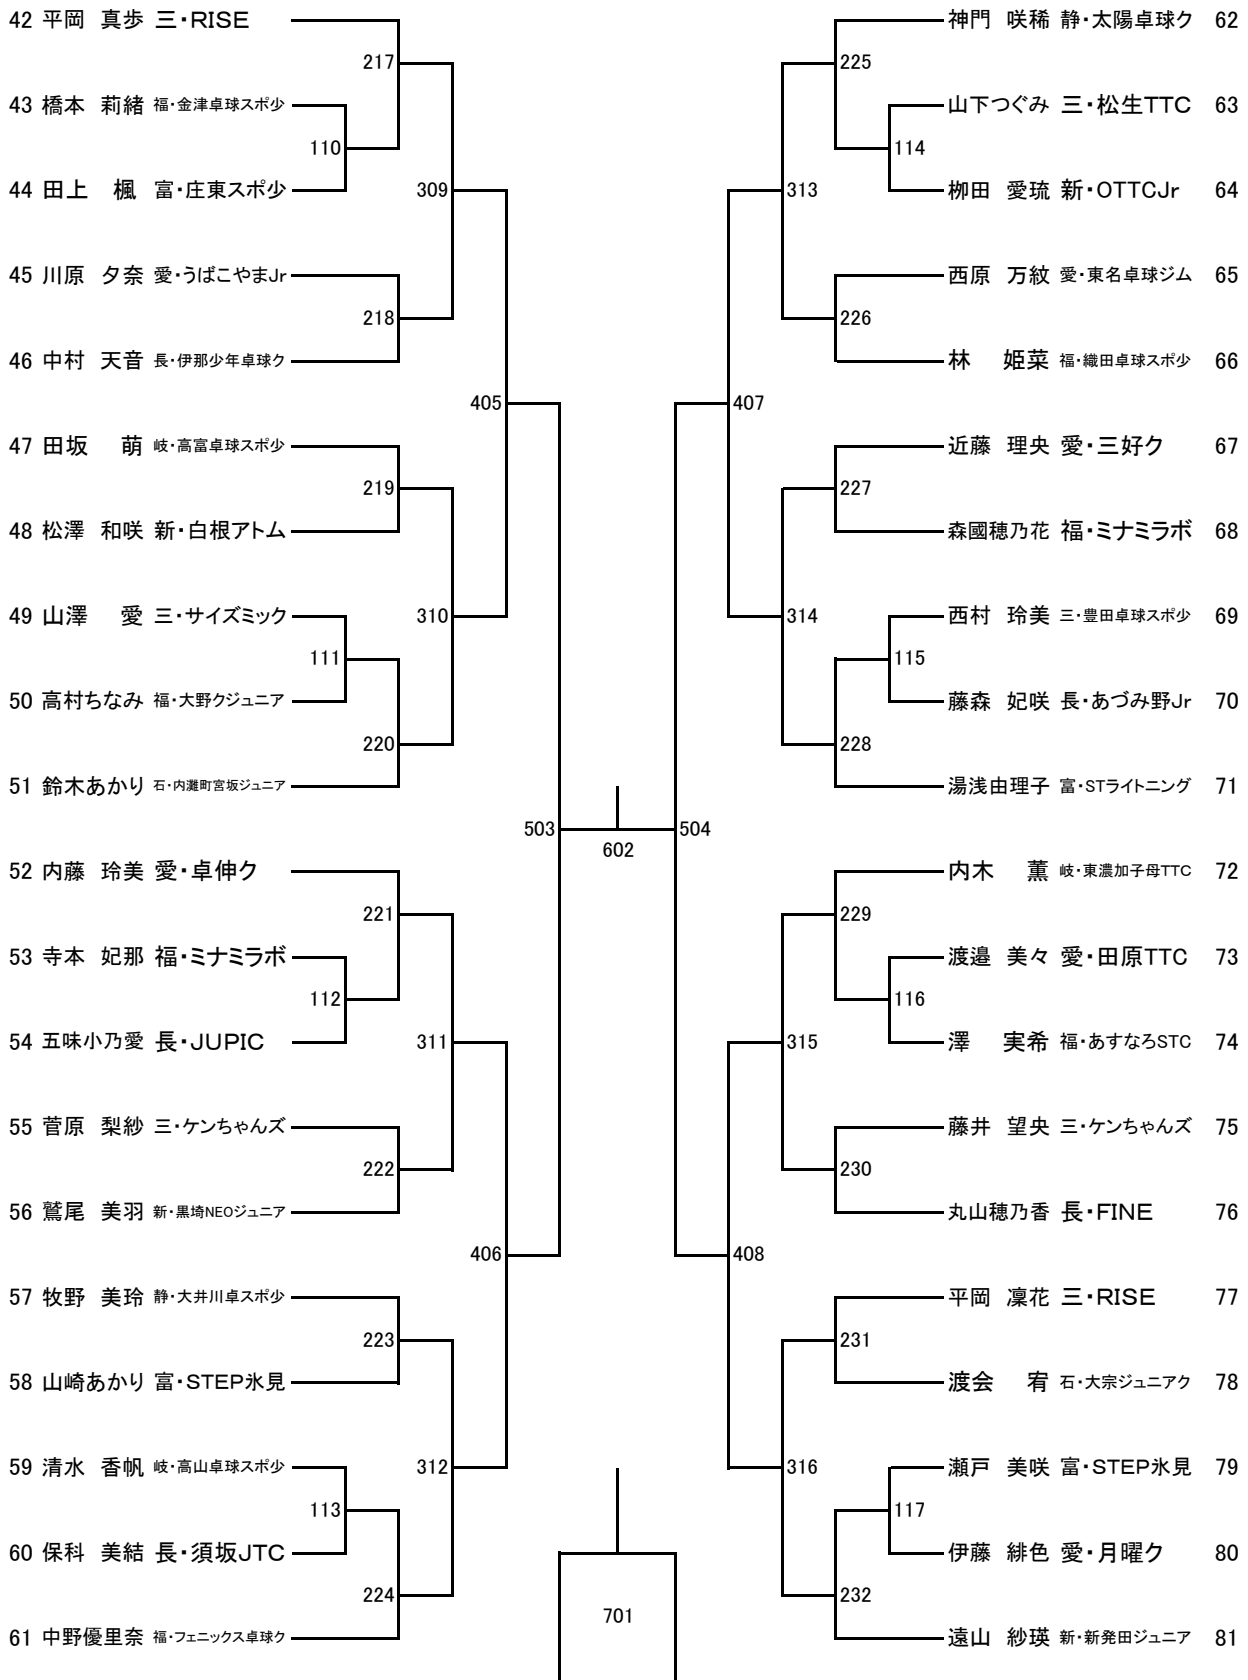 42 平岡 真歩 三・RISE
217
43 橋本 莉緒 福・金津卓球スポ少
110
44 田上 楓 富・庄東スポ少
309
45 川原 夕奈 愛・うばこやまJr
218
46 中村 天音 長・伊那少年卓球ク
405
47 田坂 萌 岐・高富卓球スポ少
219
48 松澤 和咲 新・白根アトム
49 山澤 愛 三・サイズミック
310
111
50 高村ちなみ 福・大野クジュニア
220
51 鈴木あかり 石・内灘町宮坂ジュニア
503
52 内藤 玲美 愛・卓伸ク
221
53 寺本 妃那 福・ミナミラボ
112
54 五味小乃愛 長・JUPIC
311
55 菅原 梨紗 三・ケンちゃんズ
222
56 鷲尾 美羽 新・黒埼NEOジュニア
406
57 牧野 美玲 静・大井川卓スポ少
223
58 山崎あかり 富・STEP氷見
59 清水 香帆 岐・高山卓球スポ少
312
113
60 保科 美結 長・須坂JTC
224
61 中野優里奈 福・フェニックス卓球ク
602
701
神門 咲稀 静・太陽卓球ク 62
225
山下つぐみ 三・松生TTC 63
114
柳田 愛琉 新・OTTCJr 64
313
西原 万紋 愛・東名卓球ジム 65
226
林 姫菜 福・織田卓球スポ少 66
407
近藤 理央 愛・三好ク 67
227
森國穂乃花 福・ミナミラボ 68
西村 玲美 三・豊田卓球スポ少 69
314
115
藤森 妃咲 長・あづみ野Jr 70
228
湯浅由理子 富・STライトニング 71
504
内木 薫 岐・東濃加子母TTC 72
229
渡邉 美々 愛・田原TTC 73
116
澤 実希 福・あすなろSTC 74
315
藤井 望央 三・ケンちゃんズ 75
230
丸山穂乃香 長・FINE 76
408
平岡 凜花 三・RISE 77
231
渡会 宥 石・大宗ジュニアク 78
瀬戸 美咲 富・STEP氷見 79
316
117
伊藤 緋色 愛・月曜ク 80
232
遠山 紗瑛 新・新発田ジュニア 81